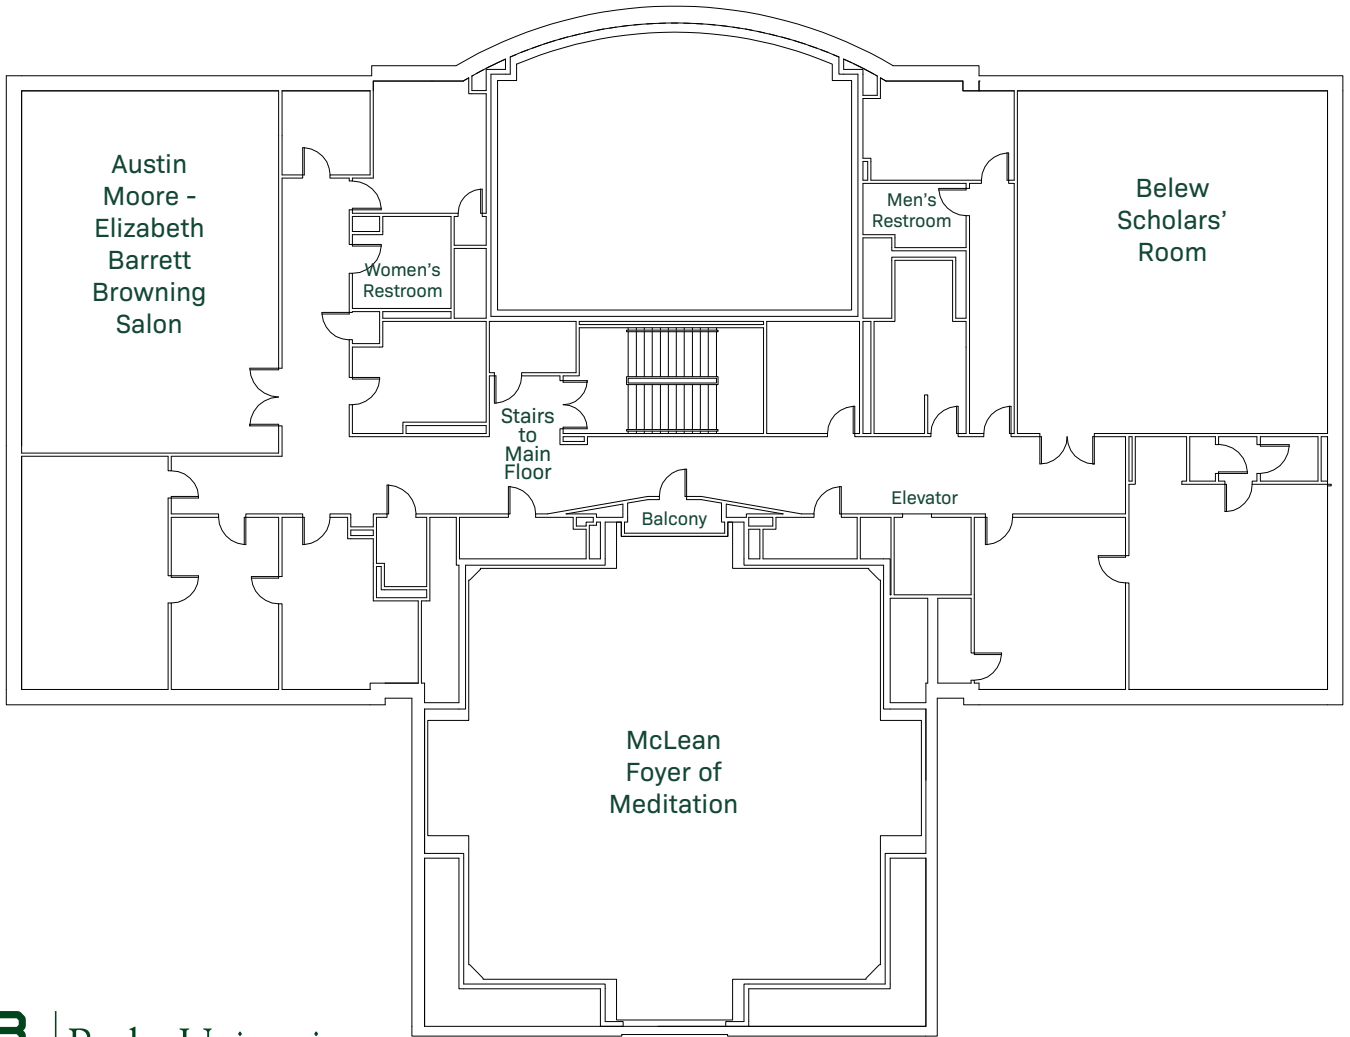 Austin
Moore -
Elizabeth
Barrett
Browning
Salon
Women's
Restroom
Men's
Restroom
Belew
Scholars'
Room
Stairs
to
Main
Floor
Elevator
Balcony
McLean
Foyer of
Meditation